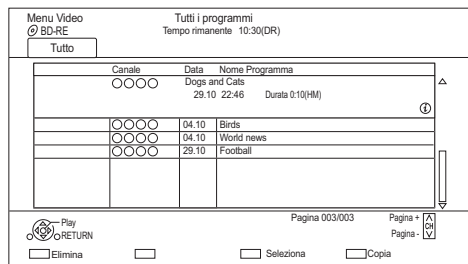 Menu Video
Tutti i programmi
BD-RE
Tempo rimanente 10:30(DR)
Tutto
Canale Data Nome Programma
Dogs and Cats
29.10 22:46 Durata 0:10(HM)
04.10 Birds
04.10 World news
29.10 Football
Pagina 003/003 Pagina +
CH
Pagina -
Play
RETURN
Elimina Seleziona Copia